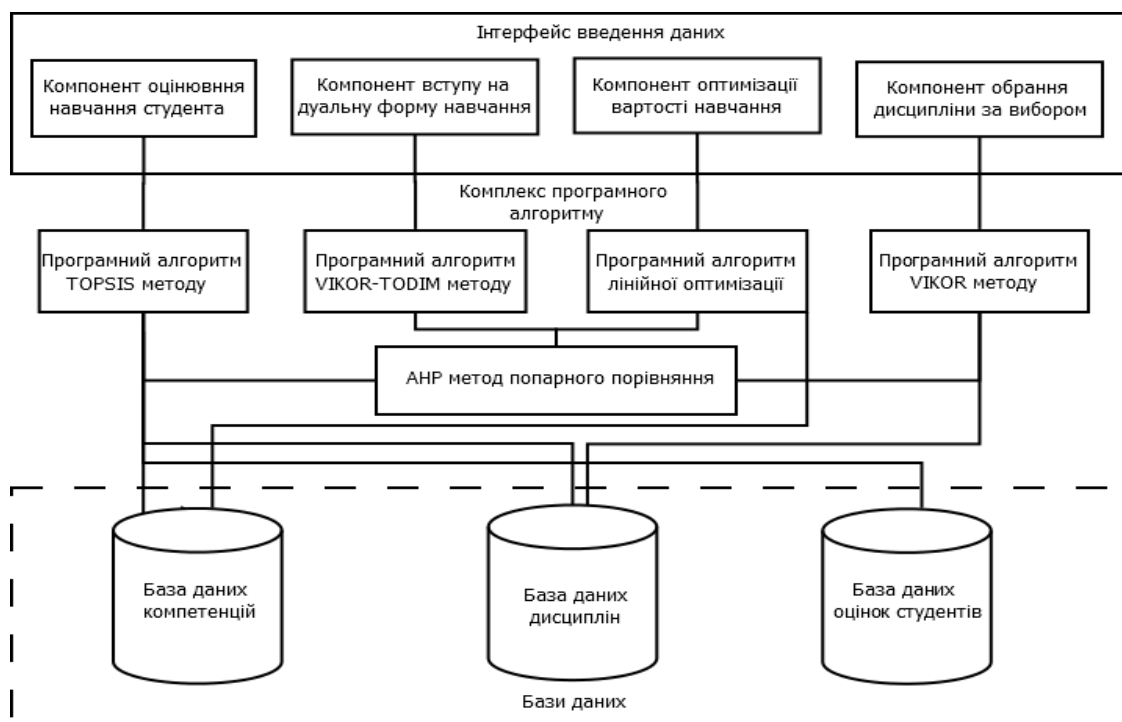 Інтерфейс введення даних
Компонент оцінювння
навчання студента
Компонент вступу на
дуальну форму навчання
Компонент оптимізації
вартості навчання
Компонент обрання
дисципліни за вибором
Комплекс програмного
алгоритму
Програмний алгоритм
TOPSIS методу
Програмний алгоритм
VIKOR-TODIM методу
Програмний алгоритм
лінійної оптимізації
Програмний алгоритм
VIKOR методу
АНР метод попарного порівняння
База даних
компетенцій
База даних
дисциплін
База даних
оцінок студентів
Бази даних